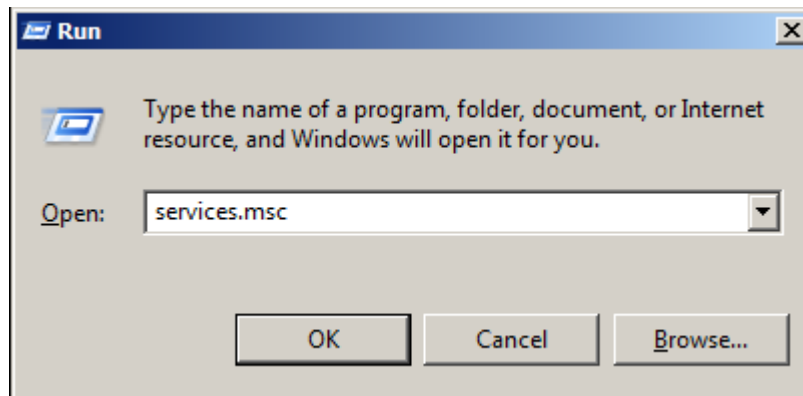 Run
Type the name of a program, folder, document, or Internet
resource, and Windows will open it for you.
Open: services.msc
OK Cancel Browse...